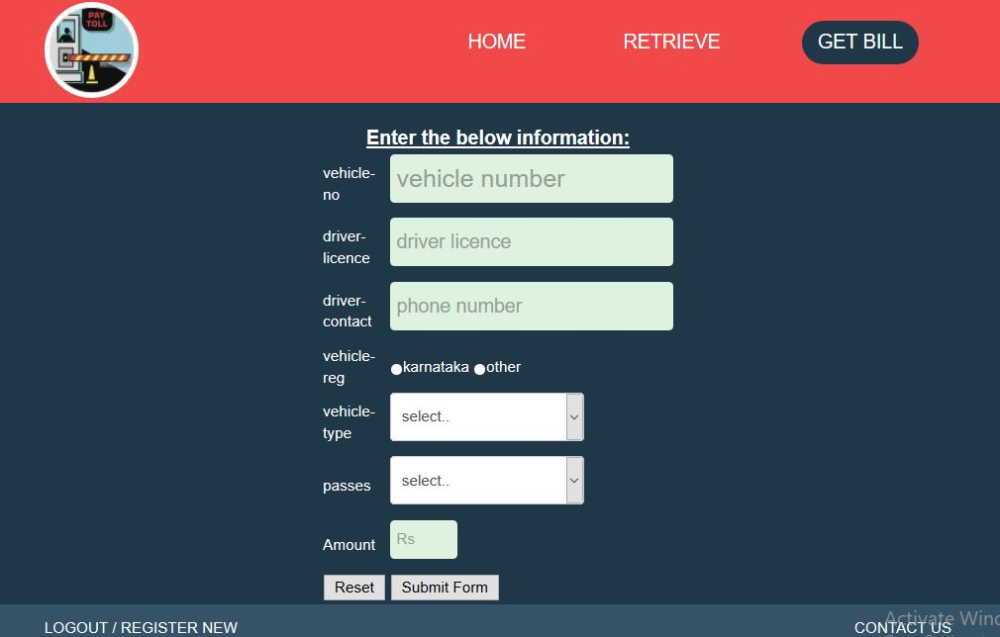 PAY
TOLL
HOME RETRIEVE GET BILL
Enter the below information:
vehicle-
no
vehicle number
driver-
licence
driver licence
driver-
contact
phone number
vehicle-
reg
karnataka other
vehicle-
type
select..
passes
select..
Amount
Rs
Reset Submit Form
LOGOUT / REGISTER NEW
CONTACT US
Activate Wind